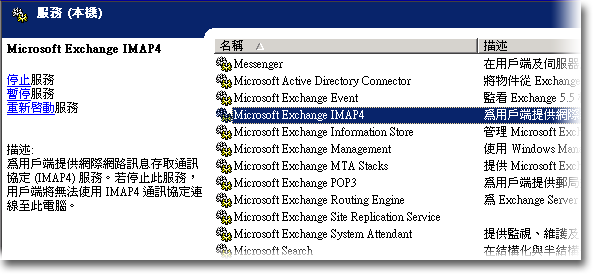 服務 (本機)
Microsoft Exchange IMAP4
停止服務
暫停服務
重新啓動服務
描述:
爲用戶端提供網際網路訊息存取通訊
協定 (IMAP4) 服務。若停止此服務，
用戶端將無法使用 IMAP4 通訊協定連
線至此電腦。
名稱 描述
Messenger 在用戶端及伺服器
Microsoft Active Directory Connector 將物件從 Exchange
Microsoft Exchange Event 監看 Exchange 5.5
Microsoft Exchange IMAP4 爲用戶端提供網際
Microsoft Exchange Information Store 管理 Microsoft Exc
Microsoft Exchange Management 使用 Windows Man
Microsoft Exchange MTA Stacks 提供 Microsoft Exc
Microsoft Exchange POP3 爲用戶端提供郵局
Microsoft Exchange Routing Engine 爲 Exchange Server
Microsoft Exchange Site Replication Service
Microsoft Exchange System Attendant 提供監視、維護及
Microsoft Search 在結構化與半結構